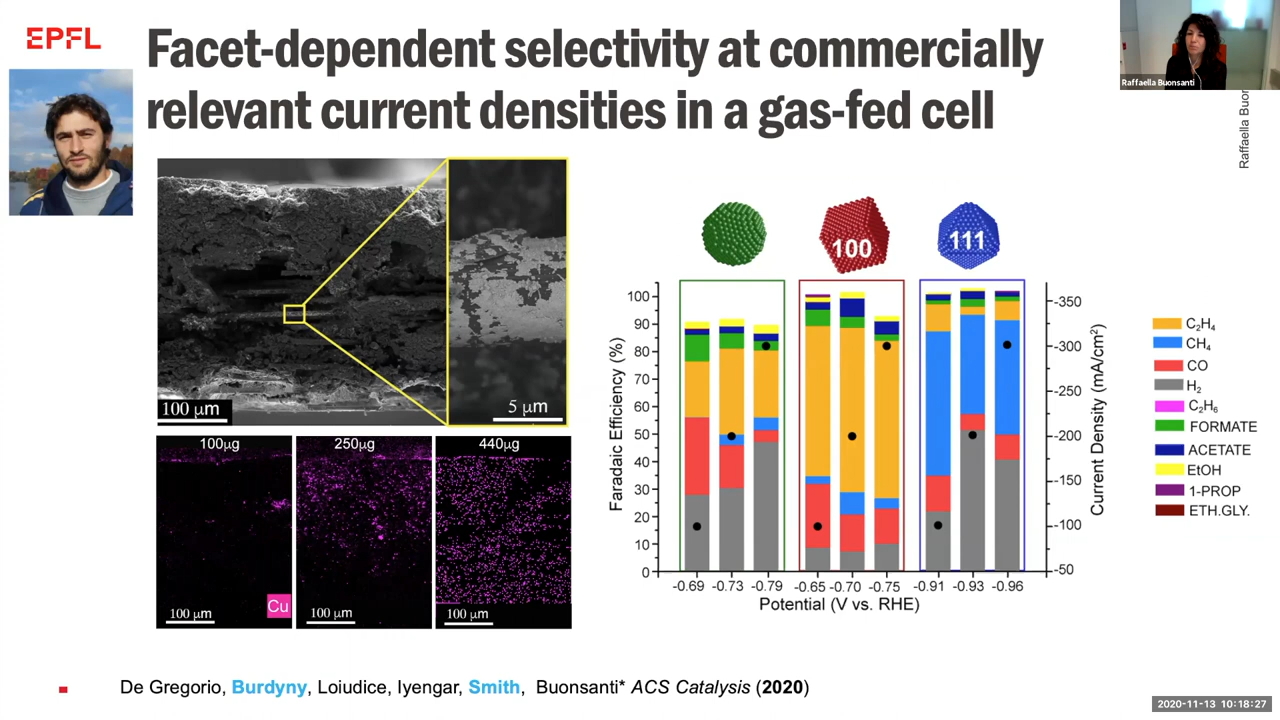 EPFL
Facet-dependent selectivity at commercially
relevant current densities in a gas-fed cell
Raffaella Buonsanti
Raffaella Buor
100 µm
5 µm
100µg
250µg
440µg
Cu
100 µm
100 µm
100 µm
100
111
Faradaic Efficiency (%)
100
90
80
70
60
50
40
30
20
10
0
-350
-300
-250
-200
-150
-100
-50
Current Density (mA/cm²)
-0.69 -0.73 -0.79 -0.65 -0.70 -0.75 -0.91 -0.93 -0.96
Potential (V vs. RHE)
C₂H₄
CH₄
CO
H₂
C₂H₆
FORMATE
ACETATE
EtOH
1-PROP
ETH.GLY.
De Gregorio, Burdyny, Loiudice, Iyengar, Smith, Buonsanti* ACS Catalysis (2020)
2020-11-13 10:18:27